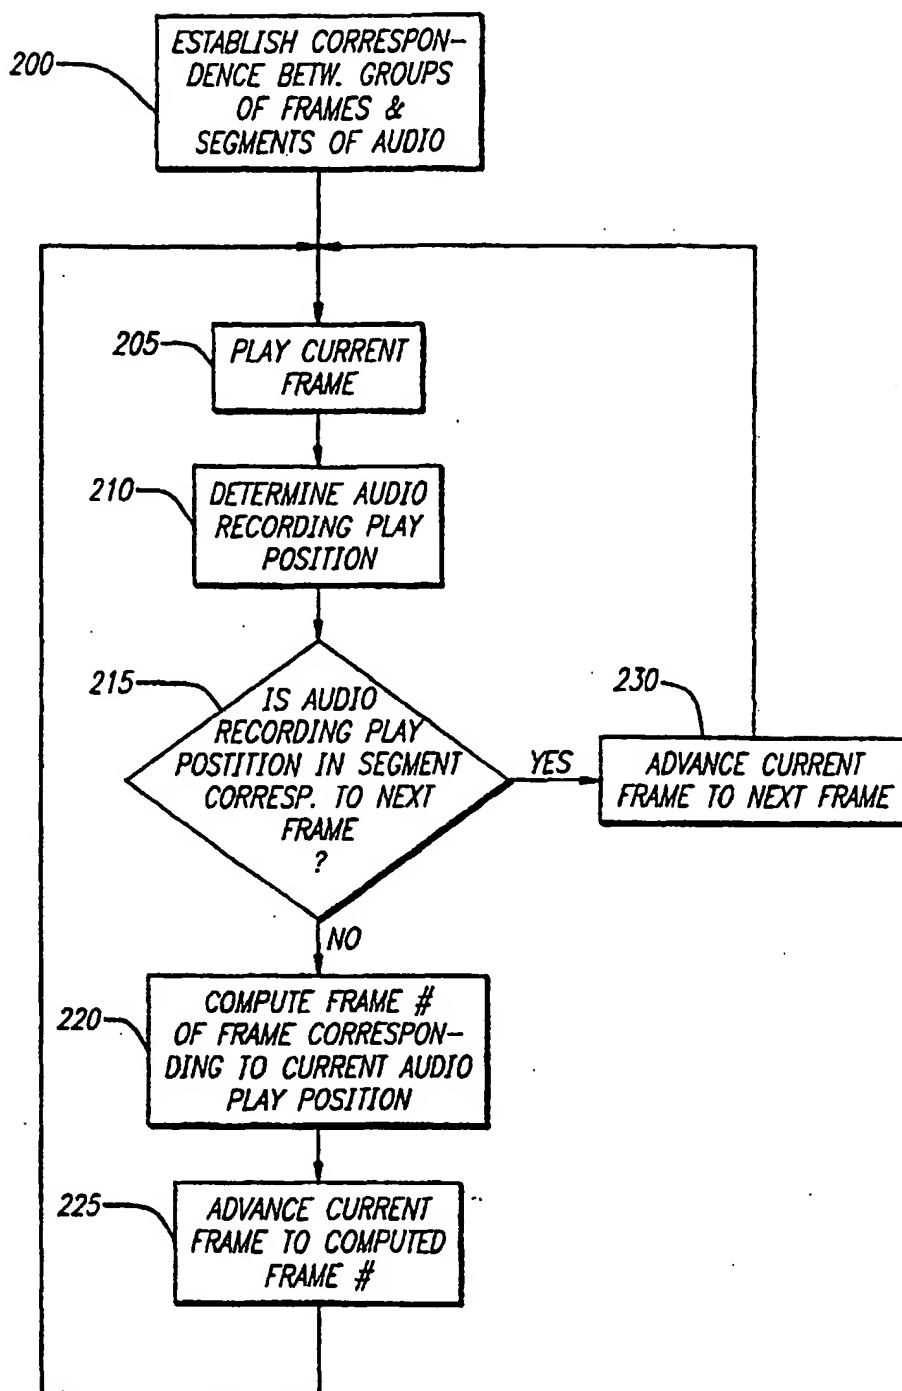 200
ESTABLISH CORRESPON-
DENCE BETW. GROUPS
OF FRAMES &
SEGMENTS OF AUDIO
205
PLAY CURRENT
FRAME
210
DETERMINE AUDIO
RECORDING PLAY
POSITION
215
IS AUDIO
RECORDING PLAY
POSTITION IN SEGMENT
CORRESP. TO NEXT
FRAME
?
YES
230
ADVANCE CURRENT
FRAME TO NEXT FRAME
NO
220
COMPUTE FRAME #
OF FRAME CORRESPON-
DING TO CURRENT AUDIO
PLAY POSITION
225
ADVANCE CURRENT
FRAME TO COMPUTED
FRAME #